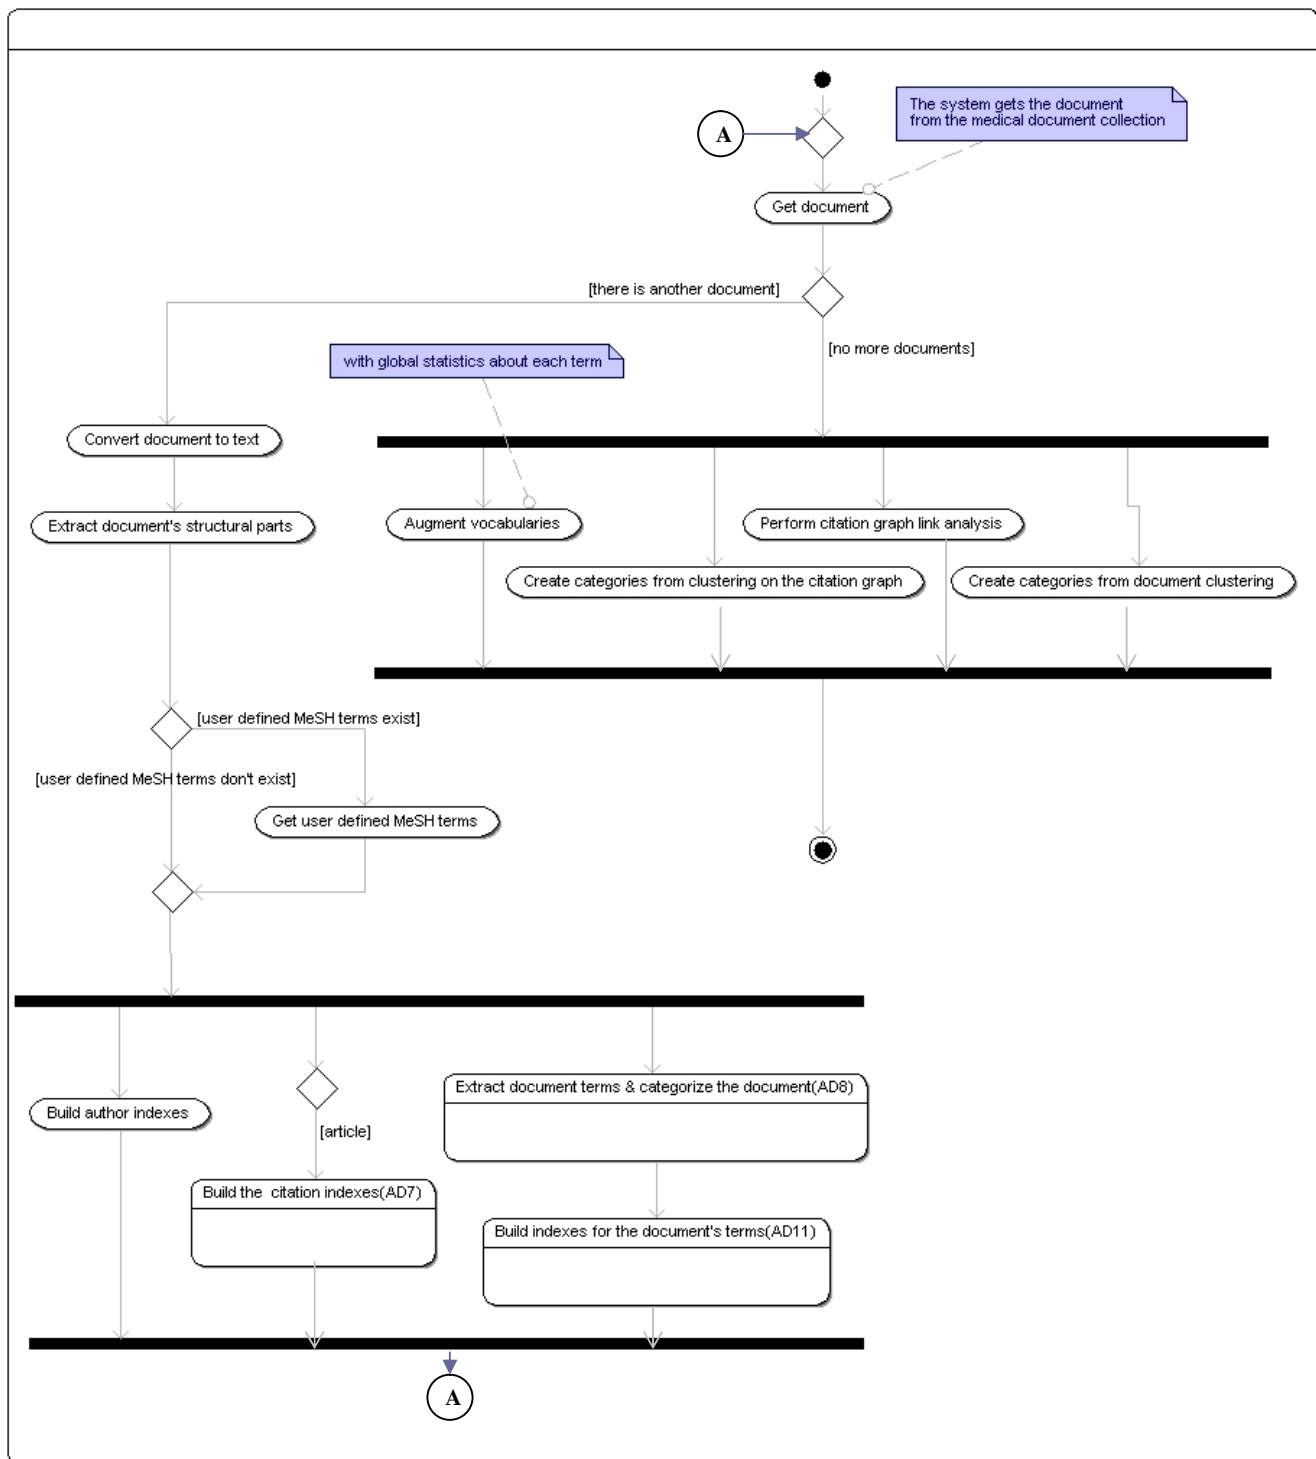 The system gets the document
from the medical document collection
A
Get document
[there is another document]
[no more documents]
with global statistics about each term
Convert document to text
Extract document's structural parts
Augment vocabularies
Perform citation graph link analysis
Create categories from clustering on the citation graph
Create categories from document clustering
[user defined MeSH terms exist]
[user defined MeSH terms don't exist]
Get user defined MeSH terms
Build author indexes
[article]
Extract document terms & categorize the document(AD8)
Build the citation indexes(AD7)
Build indexes for the document's terms(AD11)
A